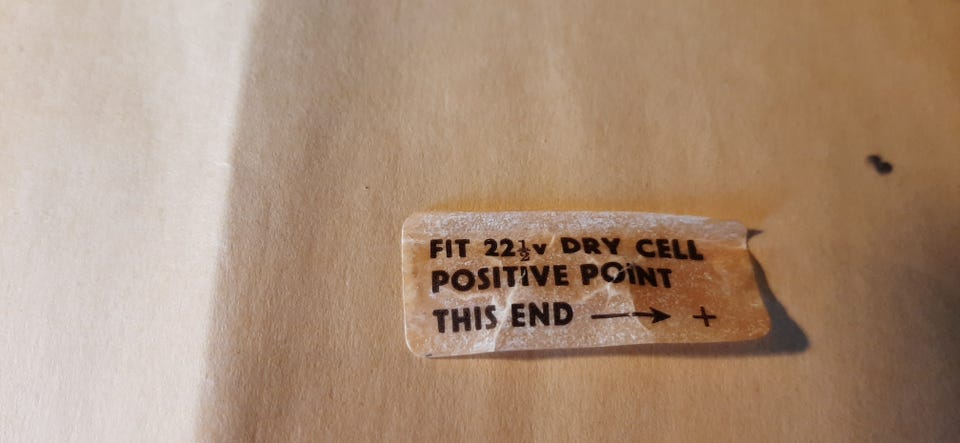 FIT 22½v DRY CELL
POSITIVE POiNT
THIS END ⟶ +